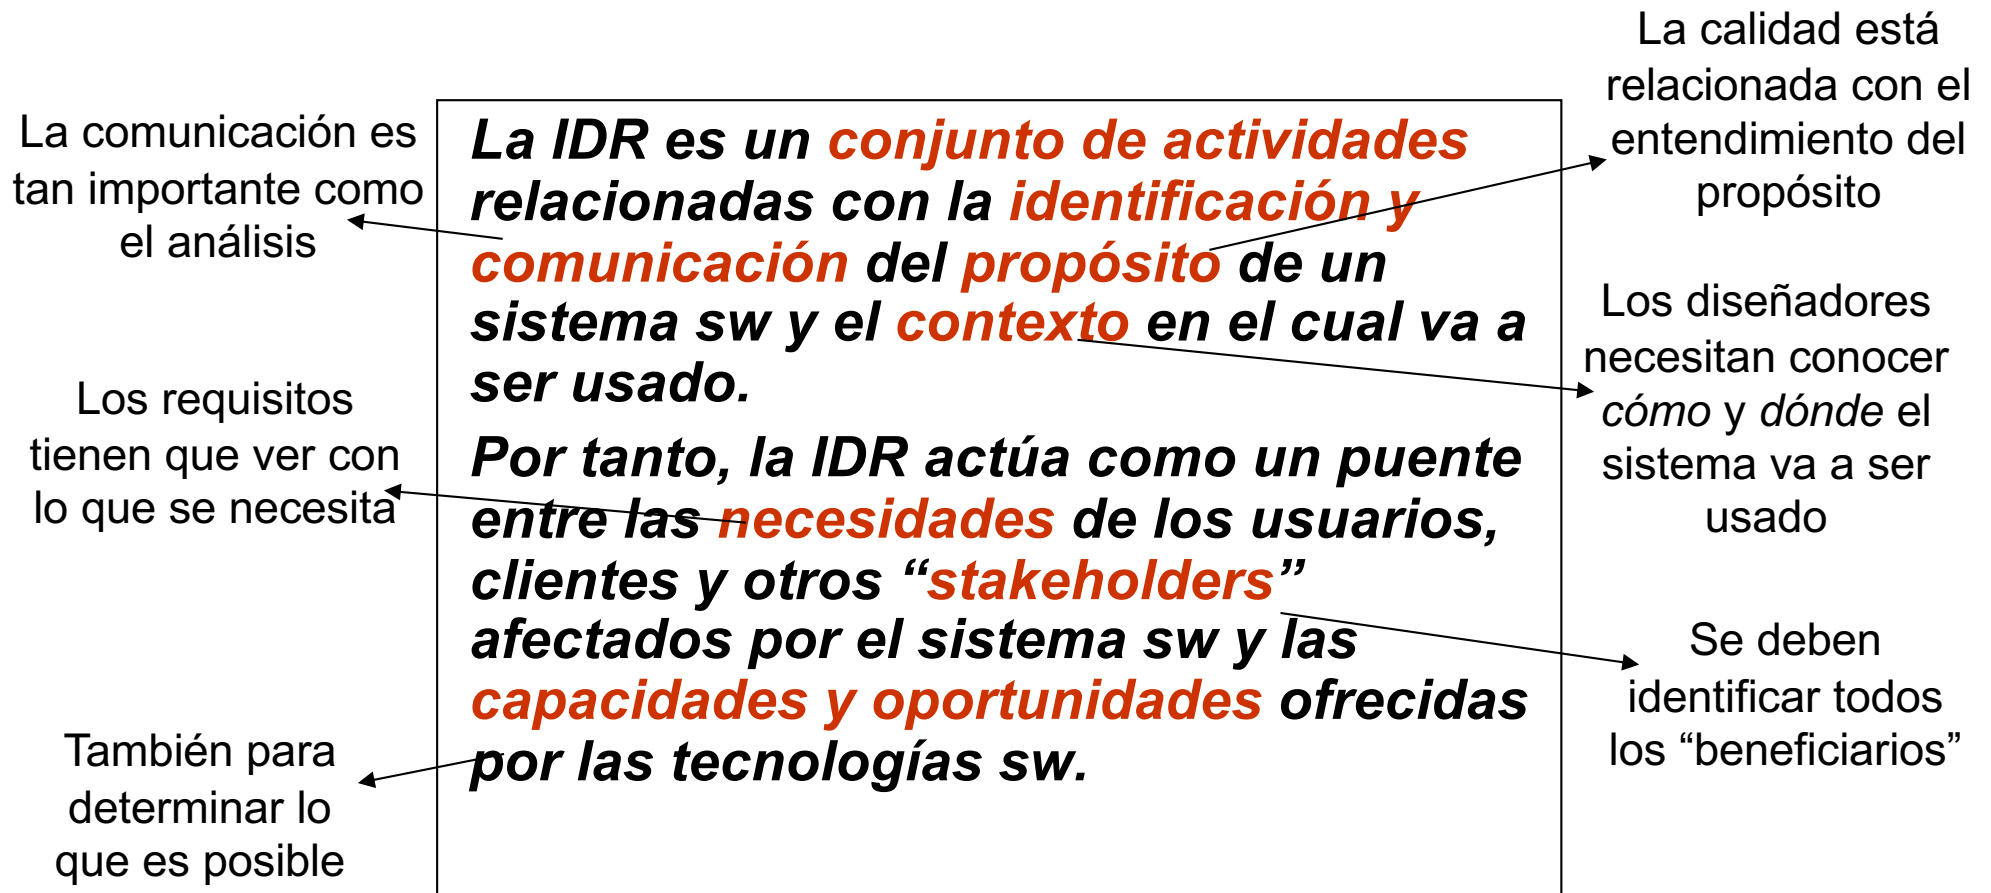 La comunicación es
tan importante como
el análisis
Los requisitos
tienen que ver con
lo que se necesita
También para
determinar lo
que es posible
La IDR es un conjunto de actividades
relacionadas con la identificación y
comunicación del propósito de un
sistema sw y el contexto en el cual va a
ser usado.
Por tanto, la IDR actúa como un puente
entre las necesidades de los usuarios,
clientes y otros “stakeholders”
afectados por el sistema sw y las
capacidades y oportunidades ofrecidas
por las tecnologías sw.
La calidad está
relacionada con el
entendimiento del
propósito
Los diseñadores
necesitan conocer
cómo y dónde el
sistema va a ser
usado
Se deben
identificar todos
los “beneficiarios”